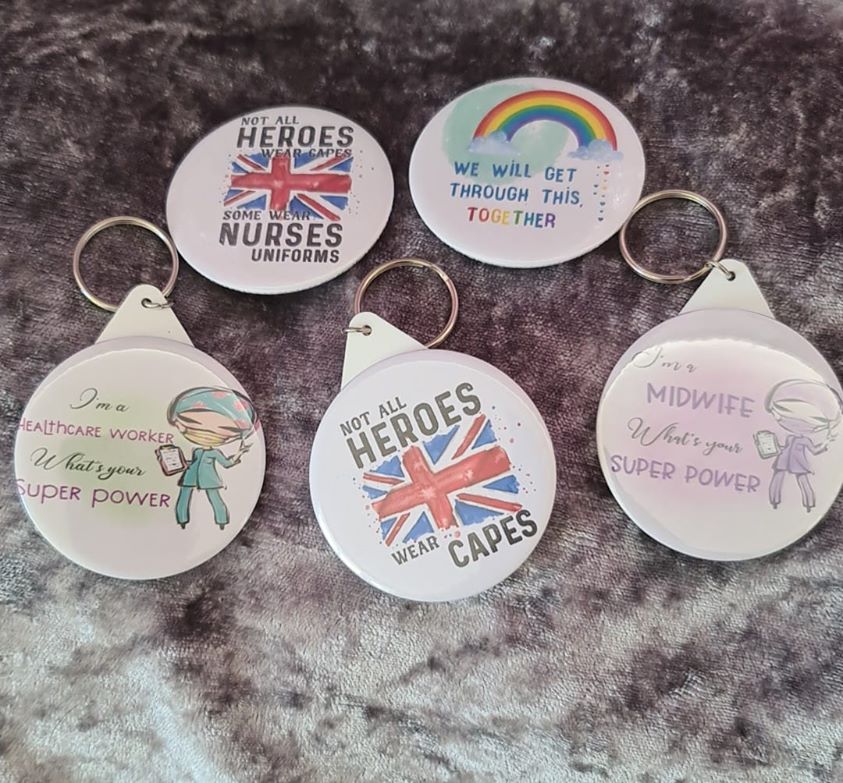 NOT ALL
HEROES
WEAR CAPES
SOME WEAR
NURSES
UNIFORMS
WE WiLL GET
THROUGH THIS,
TOGETHER
I'm a
HEALTHCARE WORKER
What's your
SUPER POWER
NOT ALL
HEROES
WEAR CAPES
I'm a
MIDWIFE
What's your
SUPER POWER